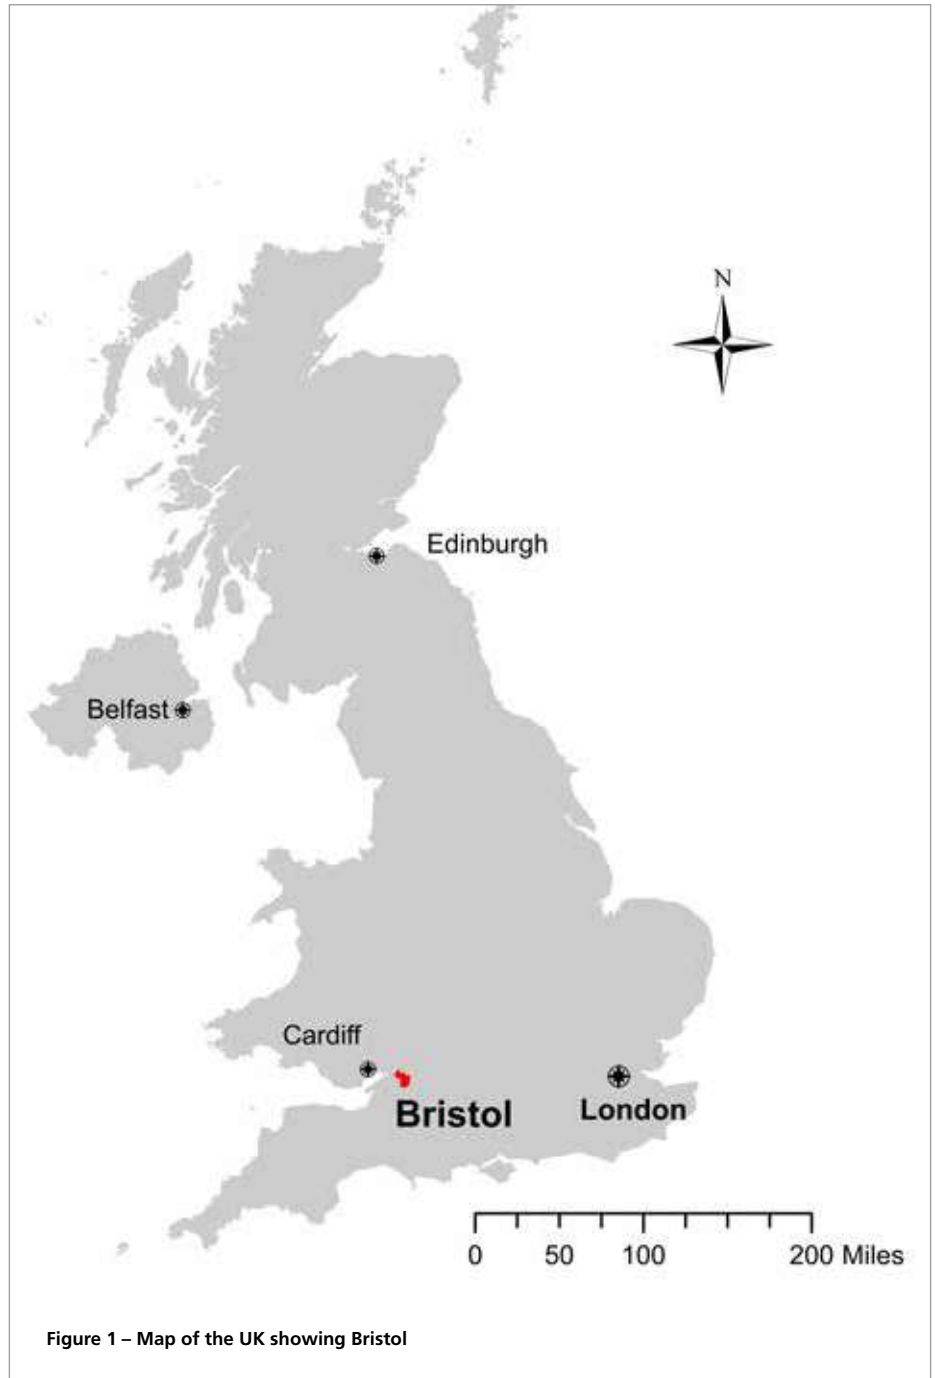 N
Edinburgh
Belfast
Cardiff
Bristol
London
0 50 100 200 Miles
Figure 1 – Map of the UK showing Bristol